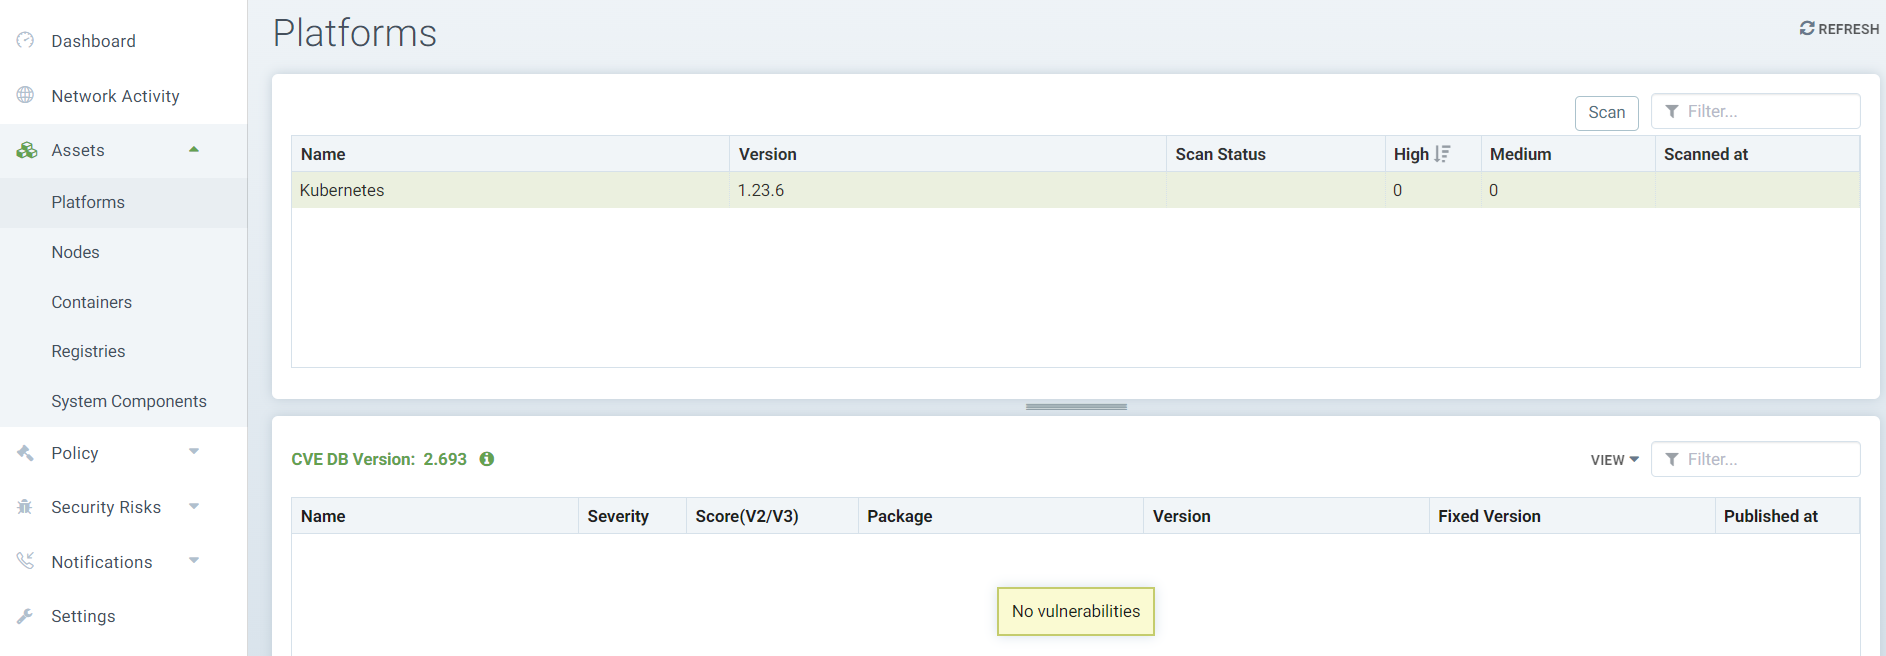 Dashboard
Network Activity
Assets
Platforms
Nodes
Containers
Registries
System Components
Policy
Security Risks
Notifications
Settings
Platforms
REFRESH
Scan Filter...
Name Version Scan Status High Medium Scanned at
Kubernetes 1.23.6 0 0
CVE DB Version: 2.693 VIEW Filter...
Name Severity Score(V2/V3) Package Version Fixed Version Published at
No vulnerabilities